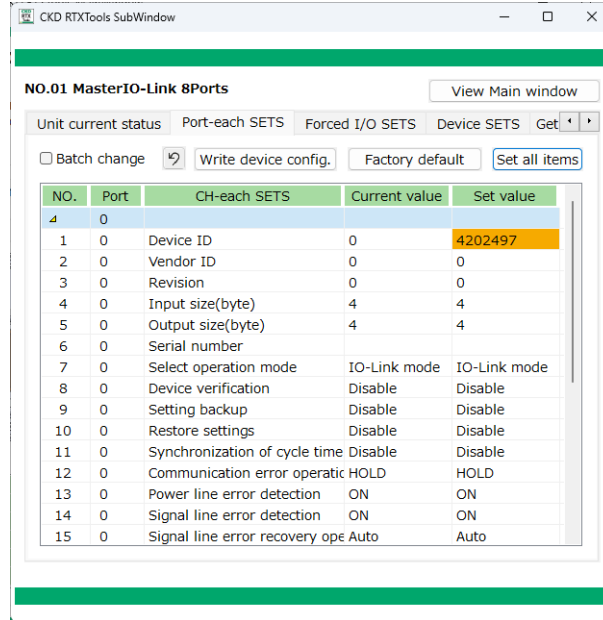 CKD RTXTools SubWindow
NO.01 MasterIO-Link 8Ports
View Main window
Unit current status Port-each SETS Forced I/O SETS Device SETS Get
Batch change Write device config. Factory default Set all items
NO. Port CH-each SETS Current value Set value
0
1 0 Device ID 0 4202497
2 0 Vendor ID 0 0
3 0 Revision 0 0
4 0 Input size(byte) 4 4
5 0 Output size(byte) 4 4
6 0 Serial number
7 0 Select operation mode IO-Link mode IO-Link mode
8 0 Device verification Disable Disable
9 0 Setting backup Disable Disable
10 0 Restore settings Disable Disable
11 0 Synchronization of cycle time Disable Disable
12 0 Communication error operatic HOLD HOLD
13 0 Power line error detection ON ON
14 0 Signal line error detection ON ON
15 0 Signal line error recovery ope Auto Auto